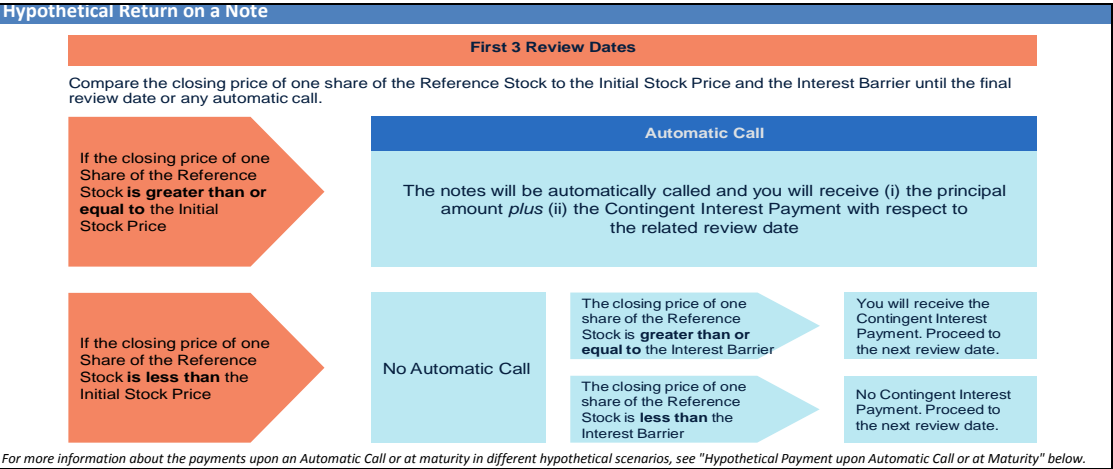 Hypothetical Return on a Note
First 3 Review Dates
Compare the closing price of one share of the Reference Stock to the Initial Stock Price and the Interest Barrier until the final
review date or any automatic call.
If the closing price of one
Share of the Reference
Stock is greater than or
equal to the Initial
Stock Price
Automatic Call
The notes will be automatically called and you will receive (i) the principal
amount plus (ii) the Contingent Interest Payment with respect to
the related review date
If the closing price of one
Share of the Reference
Stock is less than the
Initial Stock Price
No Automatic Call
The closing price of one
share of the Reference
Stock is greater than or
equal to the Interest Barrier
You will receive the
Contingent Interest
Payment. Proceed to
the next review date.
The closing price of one
share of the Reference
Stock is less than the
Interest Barrier
No Contingent Interest
Payment. Proceed to
the next review date.
For more information about the payments upon an Automatic Call or at maturity in different hypothetical scenarios, see "Hypothetical Payment upon Automatic Call or at Maturity" below.